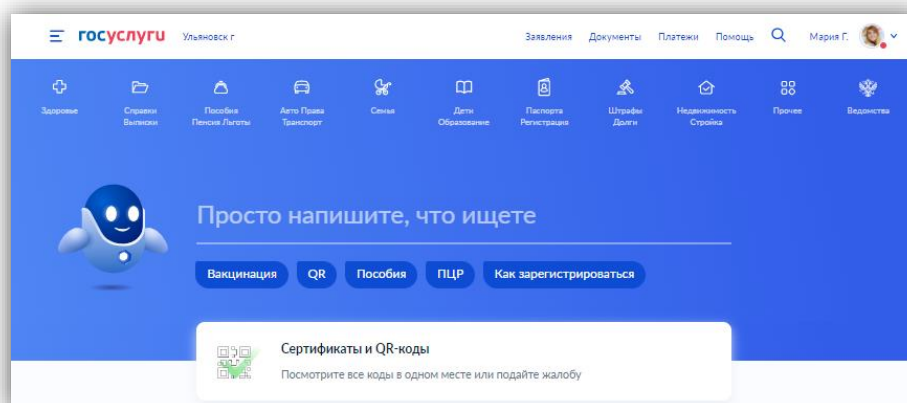 госуслуги Ульяновск г Заявления Документы Платежи Помощь Мария Г.
Здоровье
Справки
Выписки
Пособия
Пенсия Льготы
Авто Права
Транспорт
Семья
Дети
Образование
Паспорта
Регистрация
Штрафы
Долги
Недвижимость
Стройка
Прочее
Ведомства
Просто напишите, что ищете
Вакцинация QR Пособия ПЦР Как зарегистрироваться
Сертификаты и QR-коды
Посмотрите все коды в одном месте или подайте жалобу